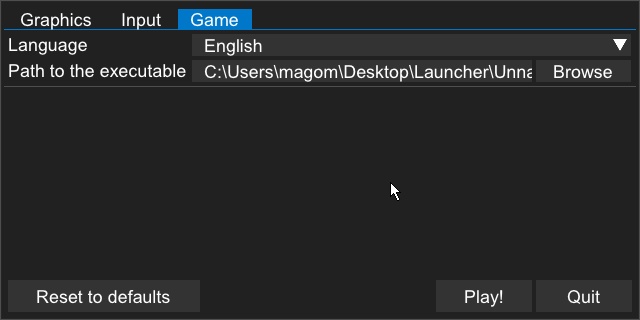 Graphics Input Game
Language English
Path to the executable C:\Users\magom\Desktop\Launcher\Unna Browse
Reset to defaults Play! Quit